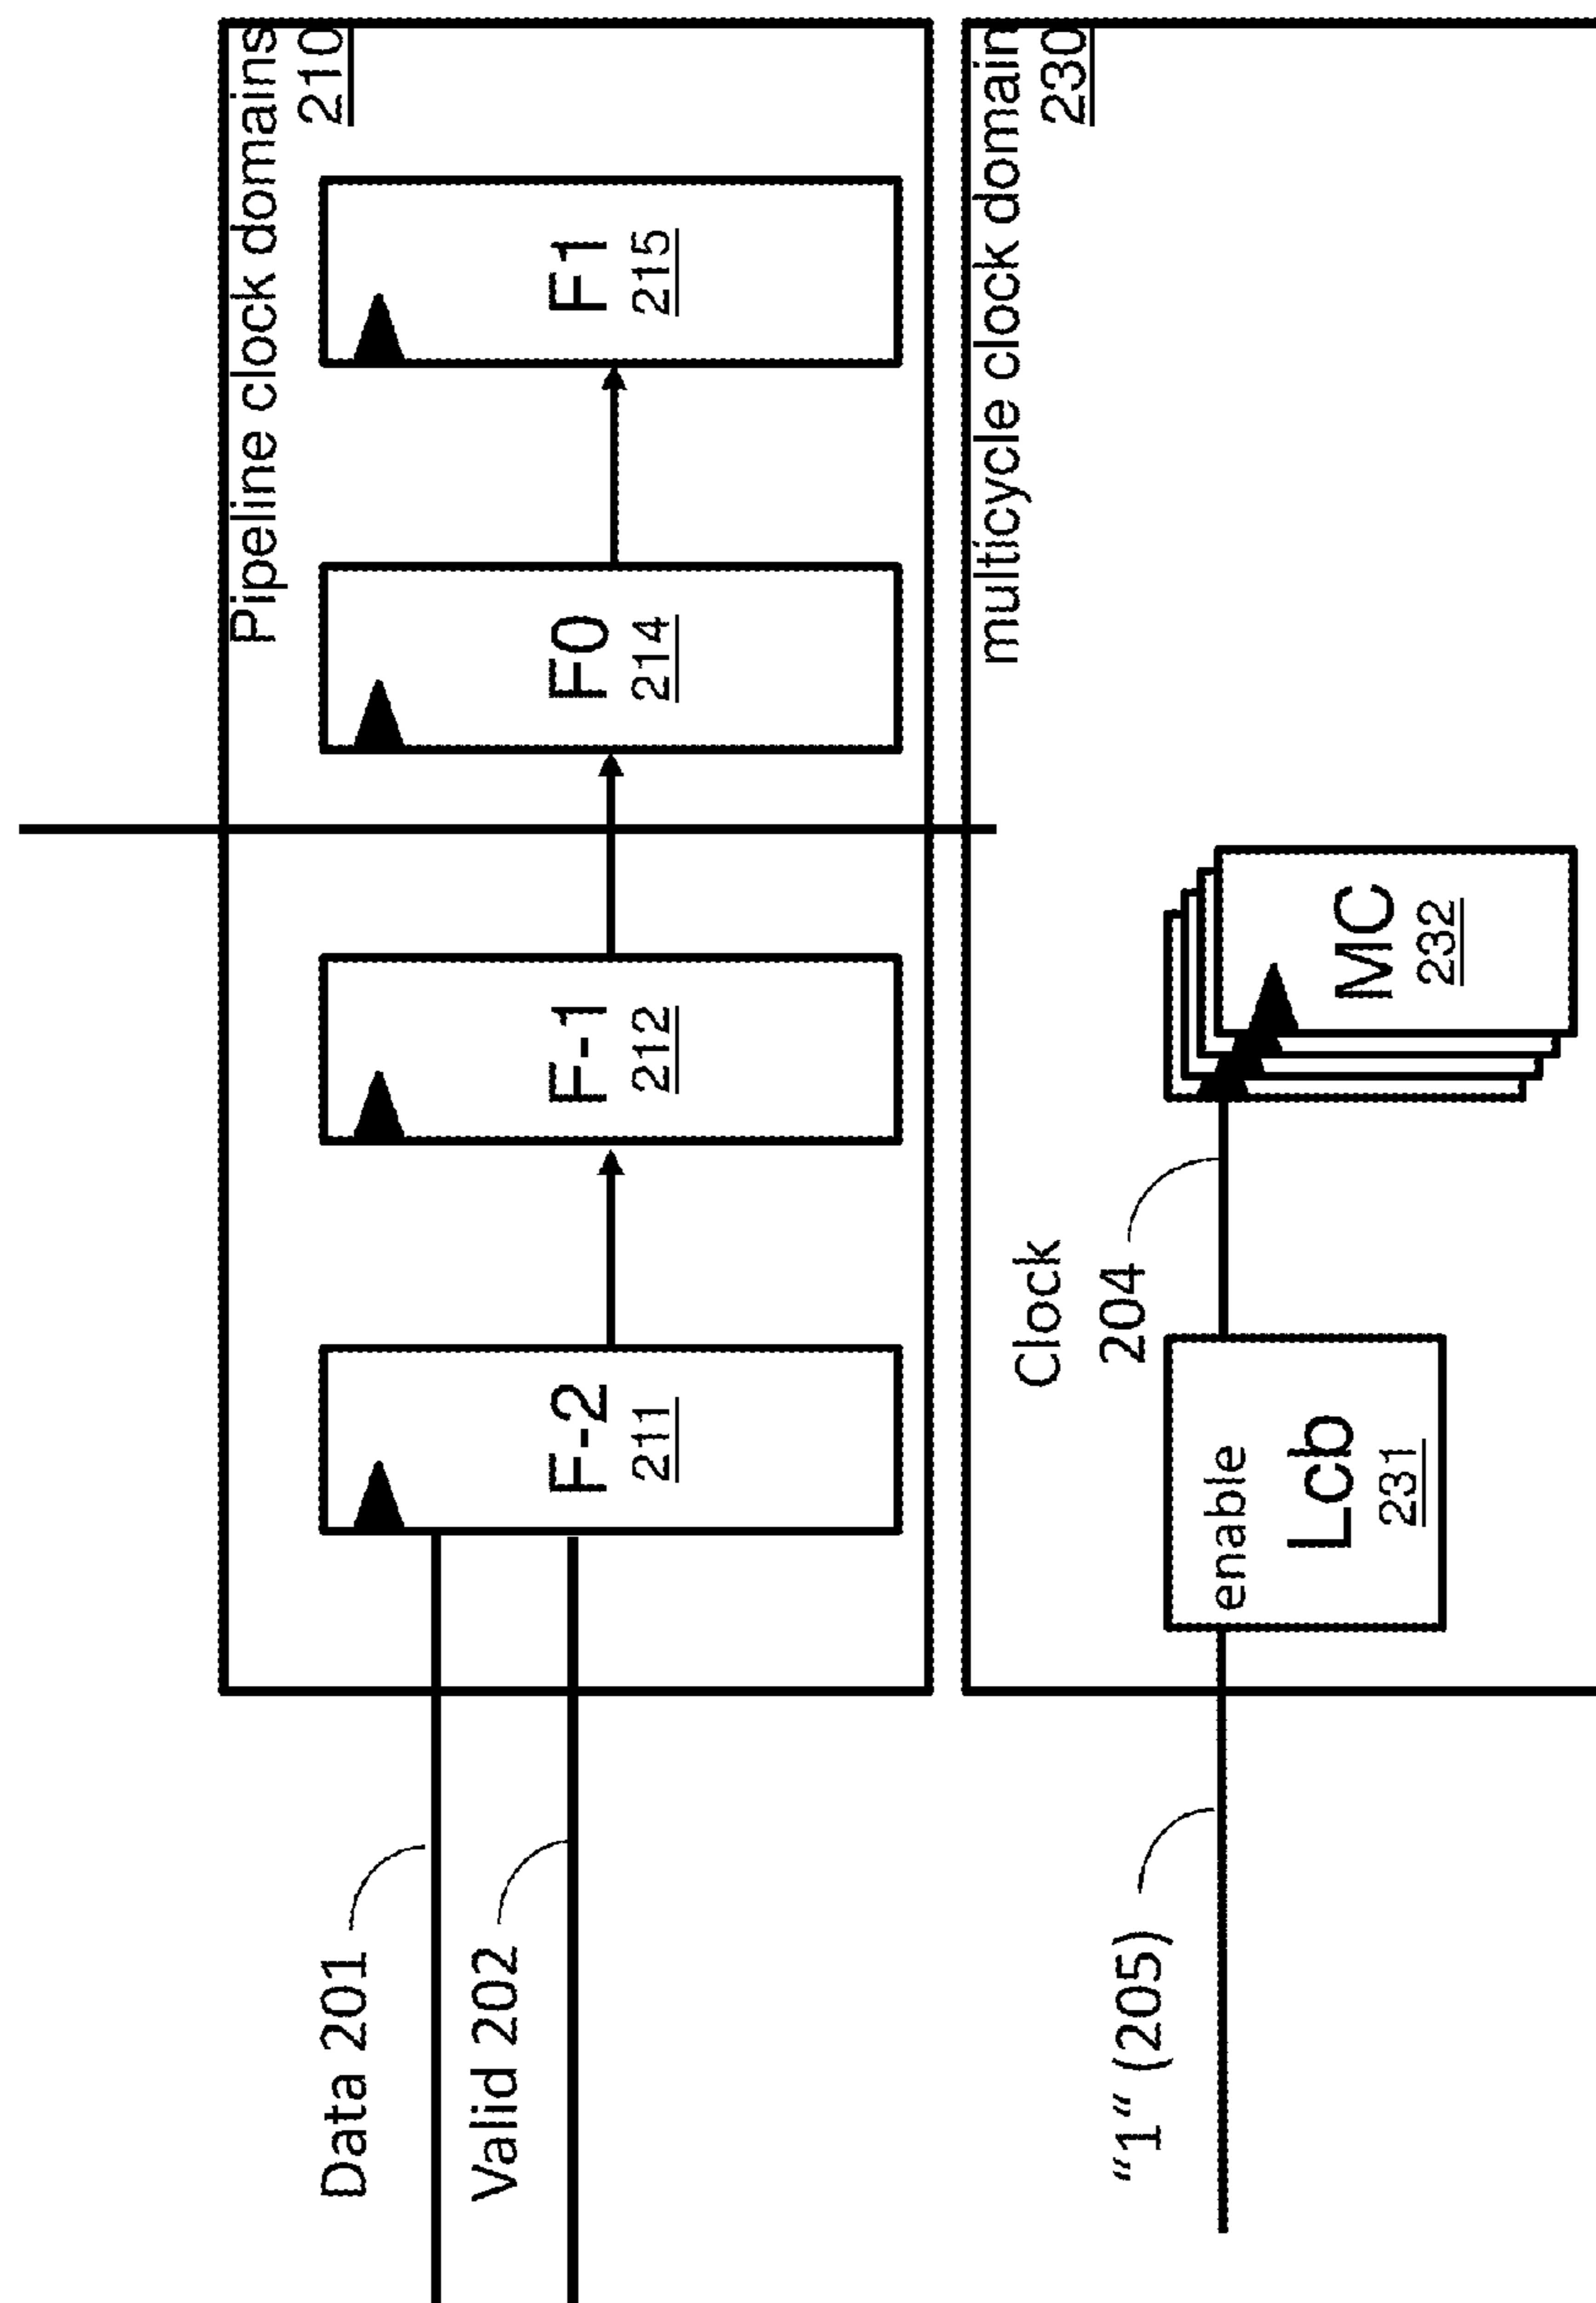 Pipeline clock domains
210
Data 201
Valid 202
F-2
211
F-1
212
F0
214
F1
215
multicycle clock domain
230
Clock
204
“1“ (205)
enable
Lcb
231
MC
232